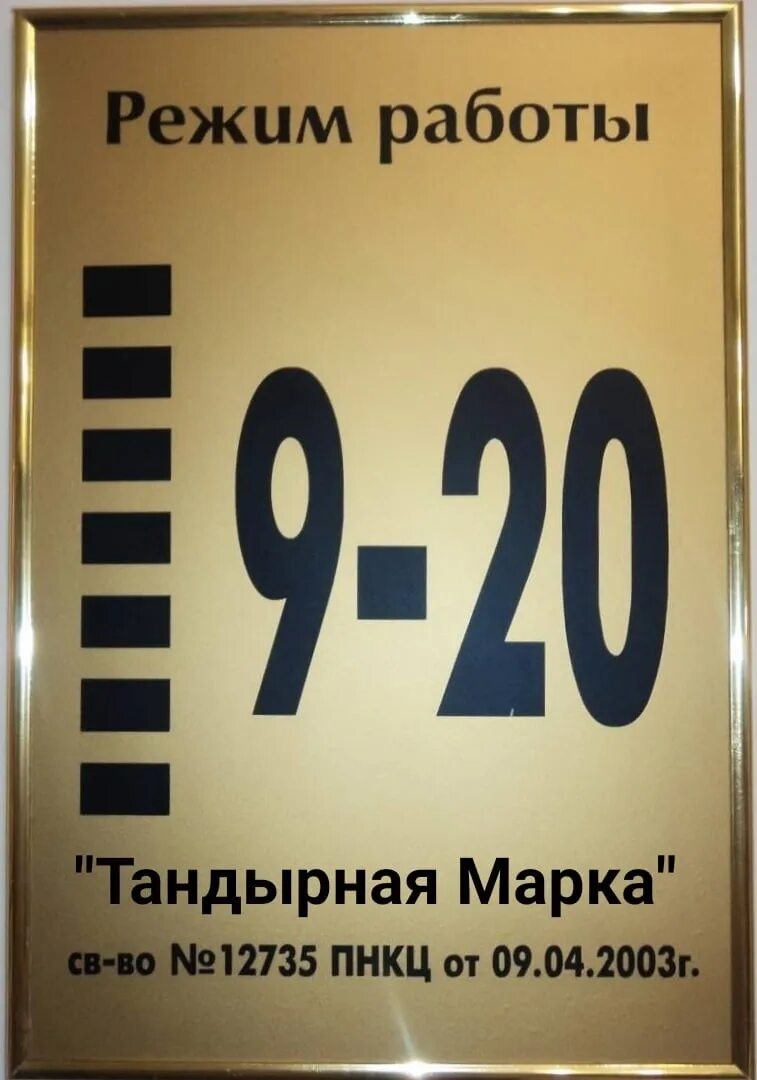 Режим работы
9-20
"Тандырная Марка"
св-во №12735 ПНКЦ от 09.04.2003г.